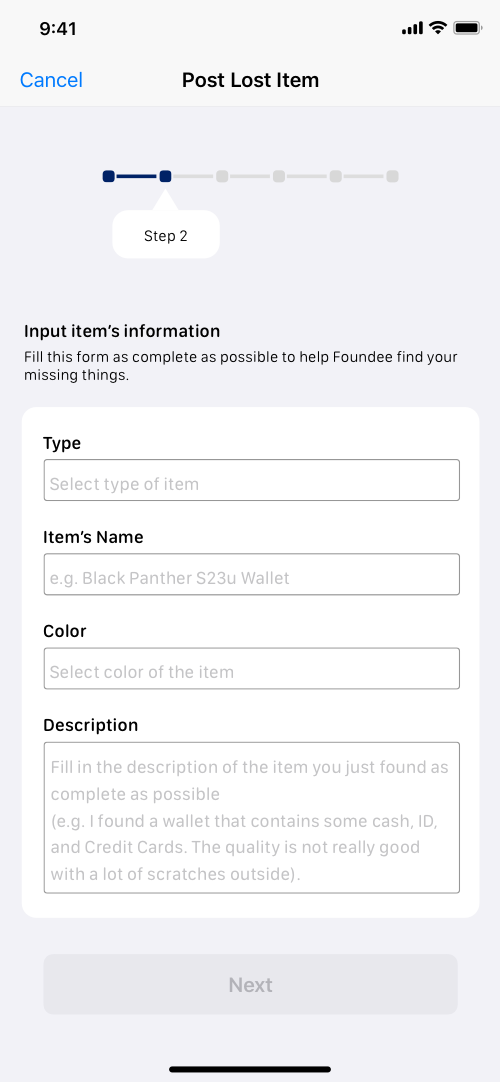 9:41
Cancel
Post Lost Item
Step 2
Input item's information
Fill this form as complete as possible to help Foundee find your
missing things.
Type
Select type of item
Item's Name
e.g. Black Panther S23u Wallet
Color
Select color of the item
Description
Fill in the description of the item you just found as
complete as possible
(e.g. I found a wallet that contains some cash, ID,
and Credit Cards. The quality is not really good
with a lot of scratches outside).
Next